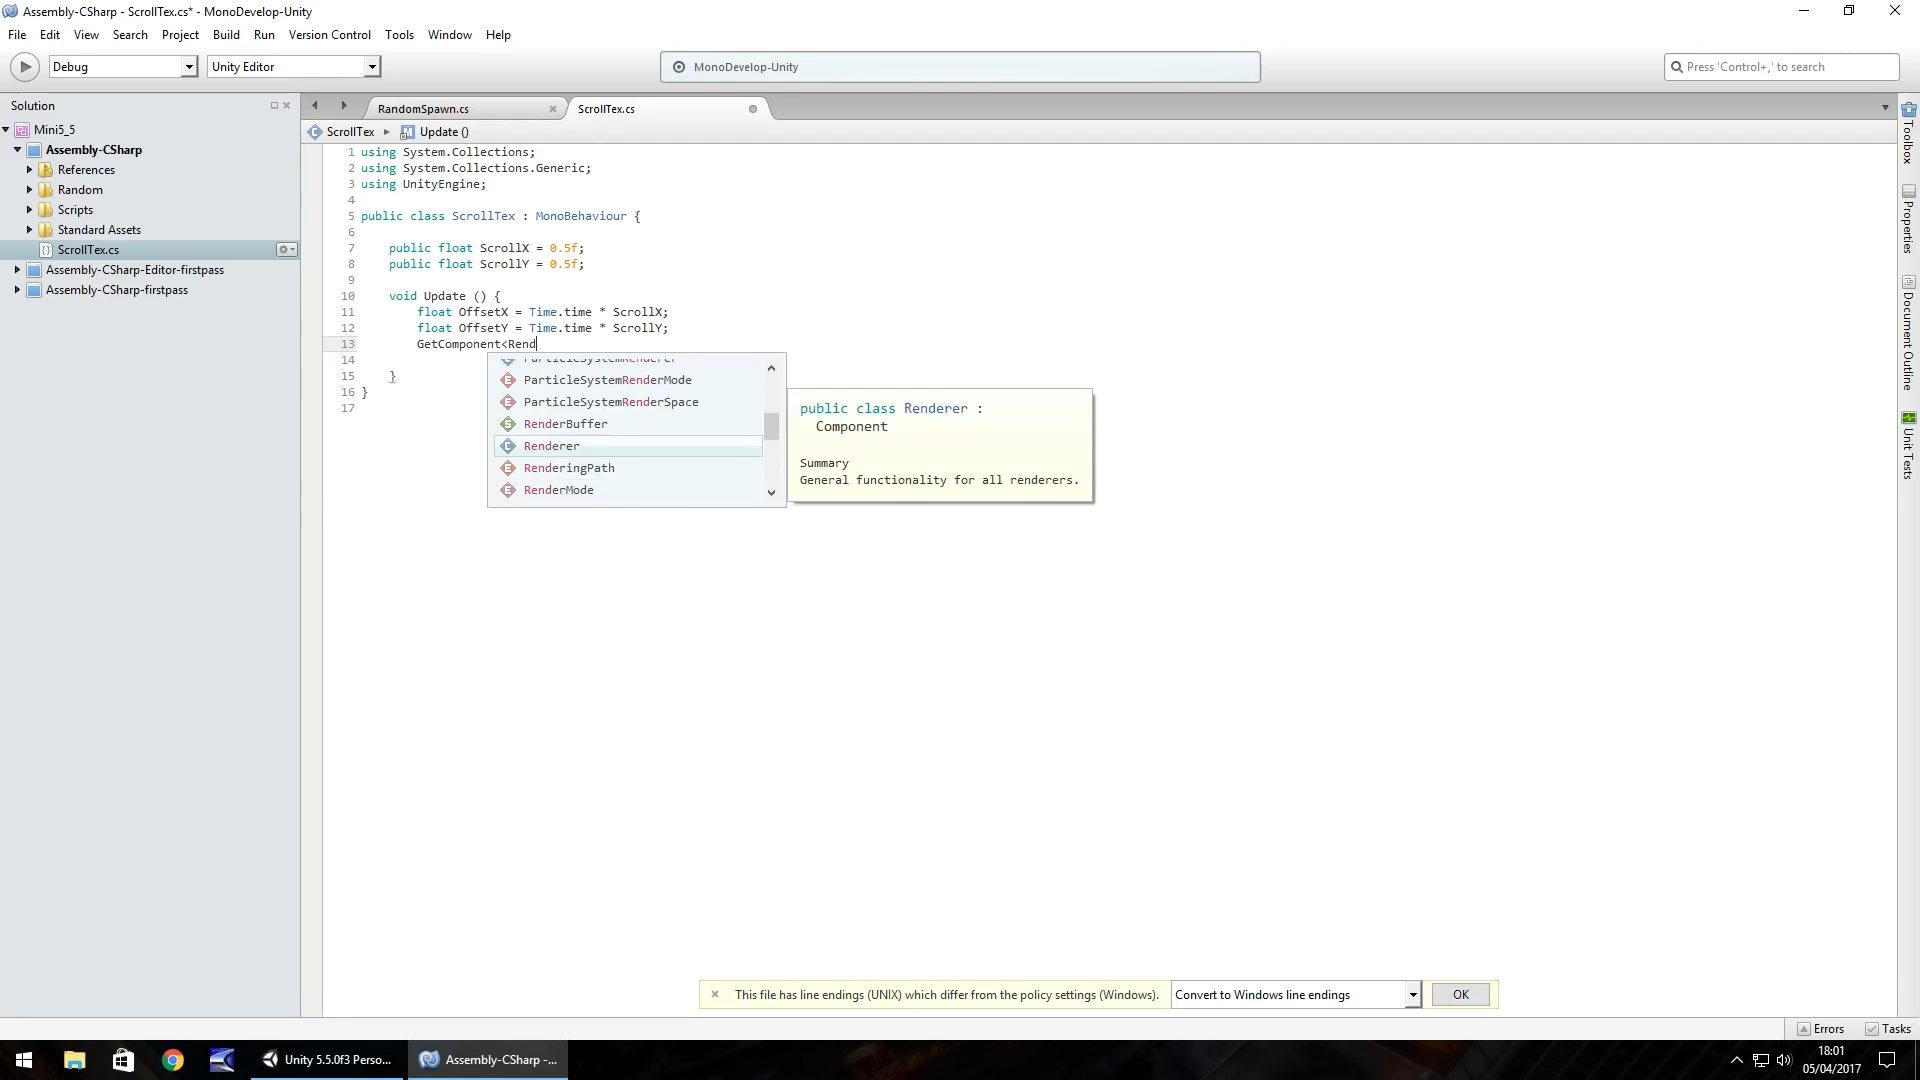 Assembly-CSharp - ScrollTex.cs* - MonoDevelop-Unity
File Edit View Search Project Build Run Version Control Tools Window Help
Debug Unity Editor MonoDevelop-Unity Press 'Control+,' to search
Solution
RandomSpawn.cs ScrollTex.cs
Mini5_5
Assembly-CSharp
References
Random
Scripts
Standard Assets
ScrollTex.cs
Assembly-CSharp-Editor-firstpass
Assembly-CSharp-firstpass
ScrollTex Update ()
1 using System.Collections;
2 using System.Collections.Generic;
3 using UnityEngine;
4
5 public class ScrollTex : MonoBehaviour {
6
7 public float ScrollX = 0.5f;
8 public float ScrollY = 0.5f;
9
10 void Update () {
11 float OffsetX = Time.time * ScrollX;
12 float OffsetY = Time.time * ScrollY;
13 GetComponent<Rend
14
15 }
16 }
17
ParticleSystemRenderer
ParticleSystemRenderMode
ParticleSystemRenderSpace
RenderBuffer
Renderer
RenderingPath
RenderMode
public class Renderer :
Component
Summary
General functionality for all renderers.
Toolbox
Properties
Document Outline
Unit Tests
This file has line endings (UNIX) which differ from the policy settings (Windows). Convert to Windows line endings OK
Errors Tasks
Unity 5.5.0f3 Perso... Assembly-CSharp -...
18:01
05/04/2017